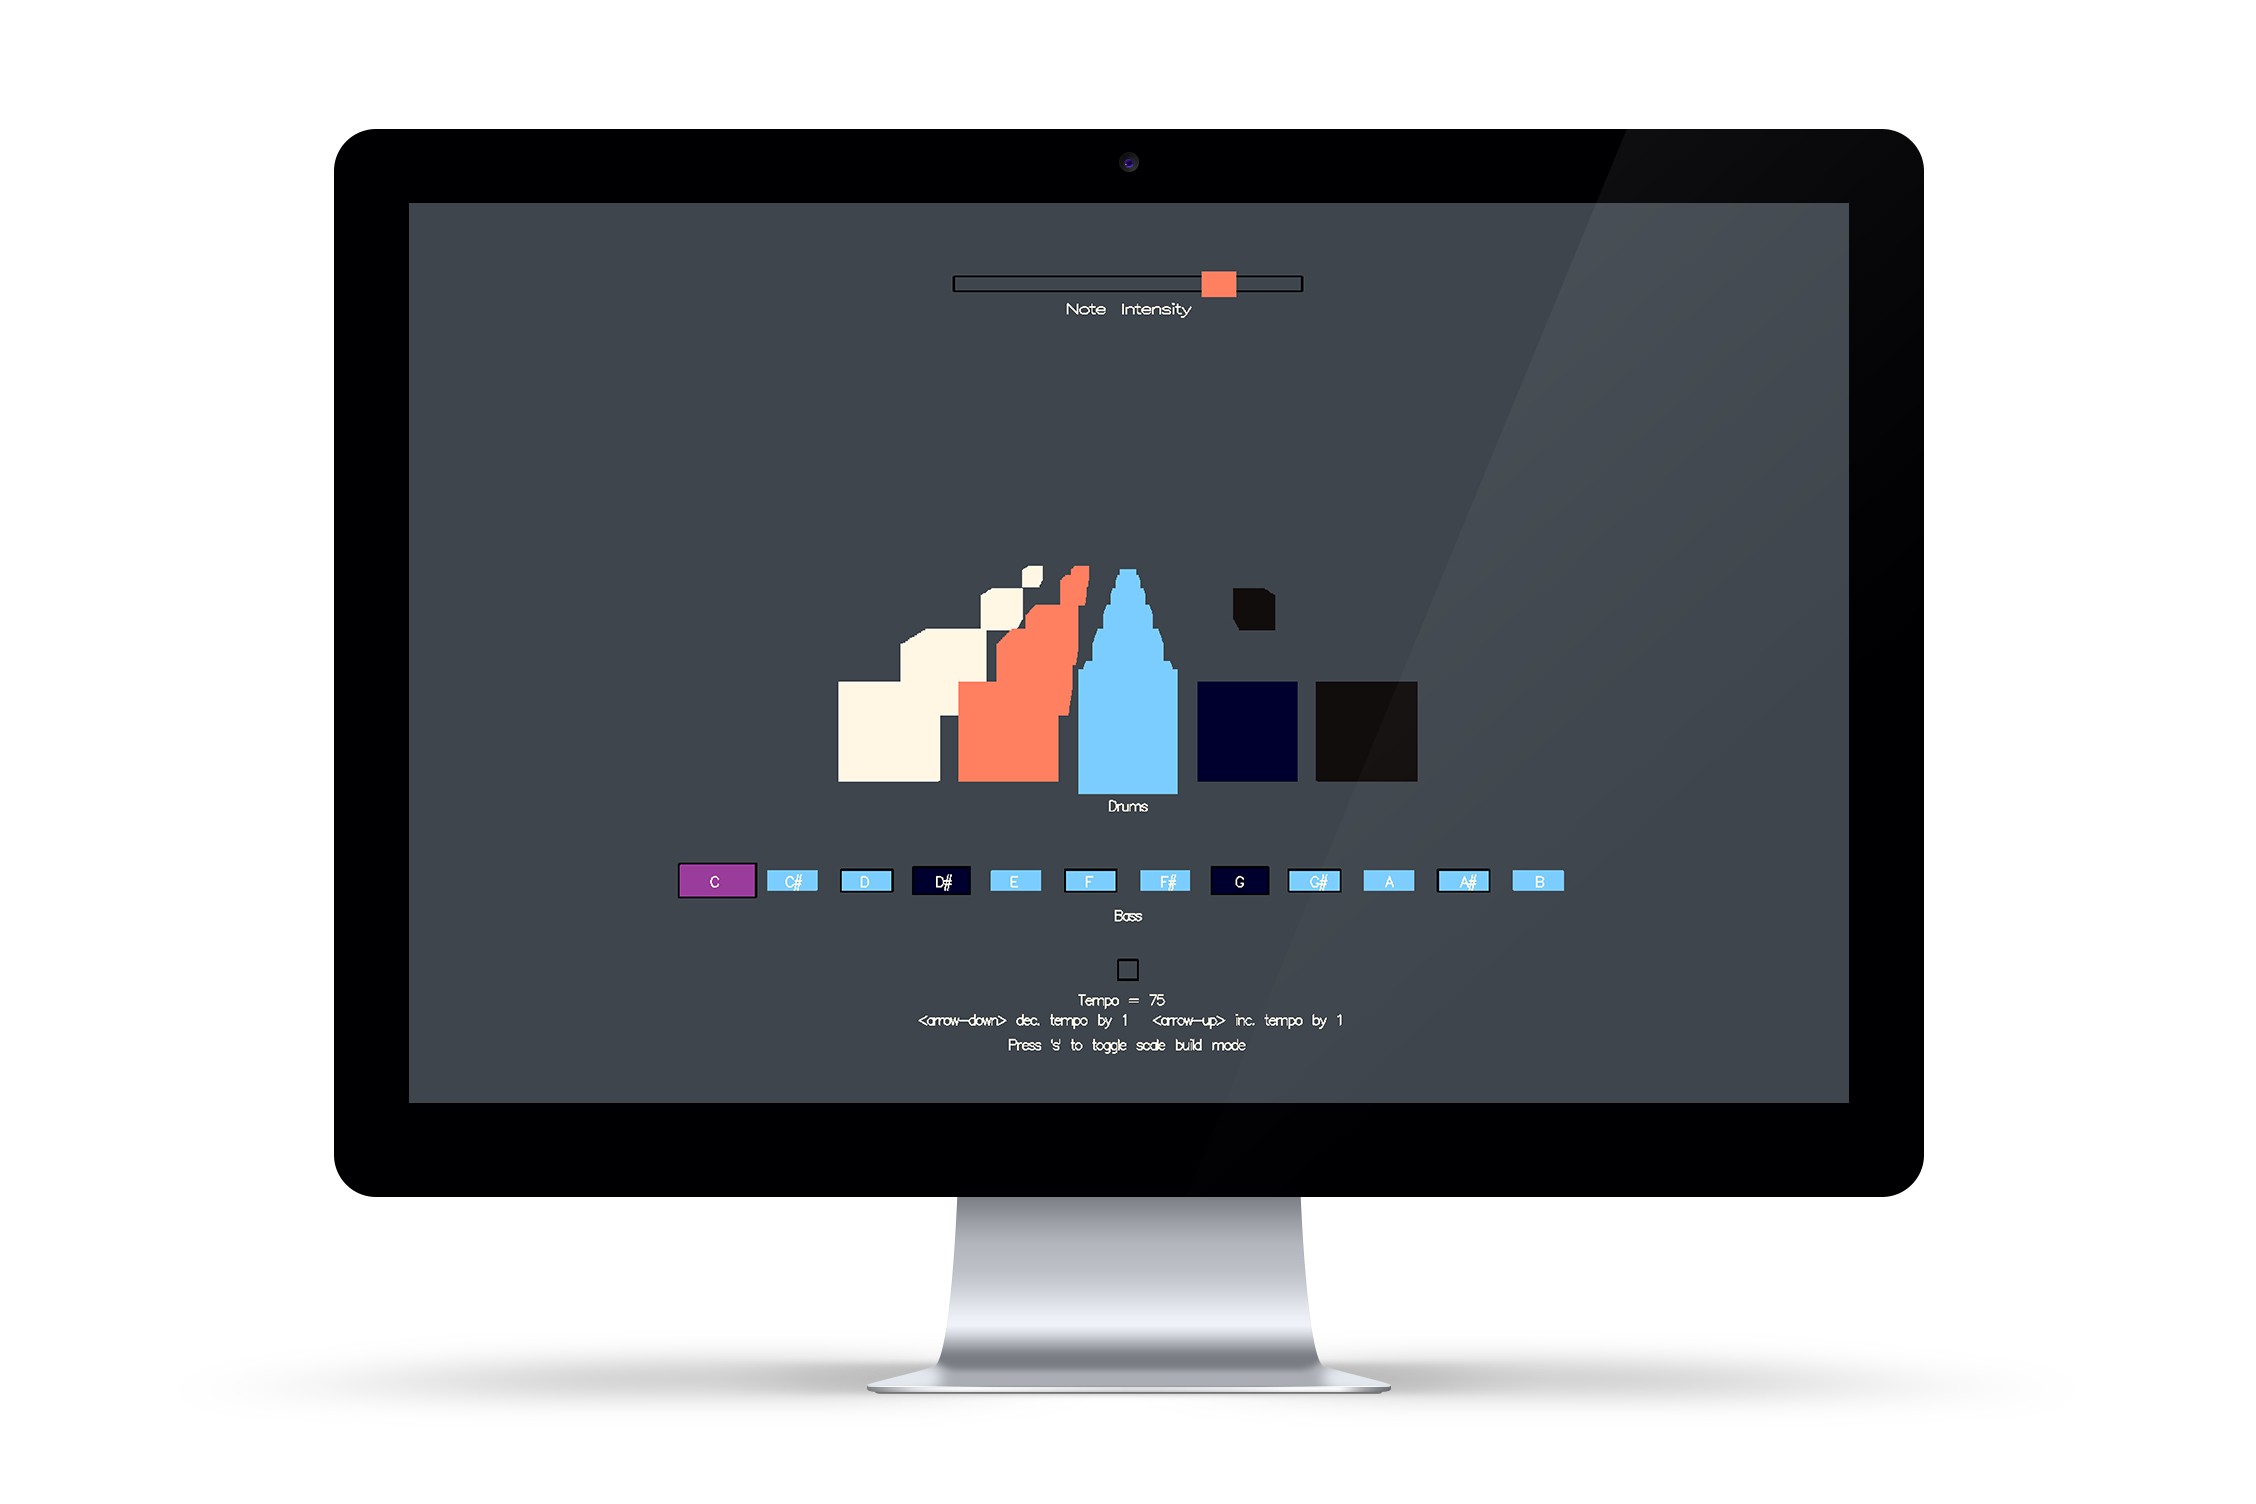 Note Intensity
Drums
C C# D D# E F F# G G# A A# B
Bass
Tempo = 75
<arrow-down> dec. tempo by 1 <arrow-up> inc. tempo by 1
Press 's' to toggle scale build mode